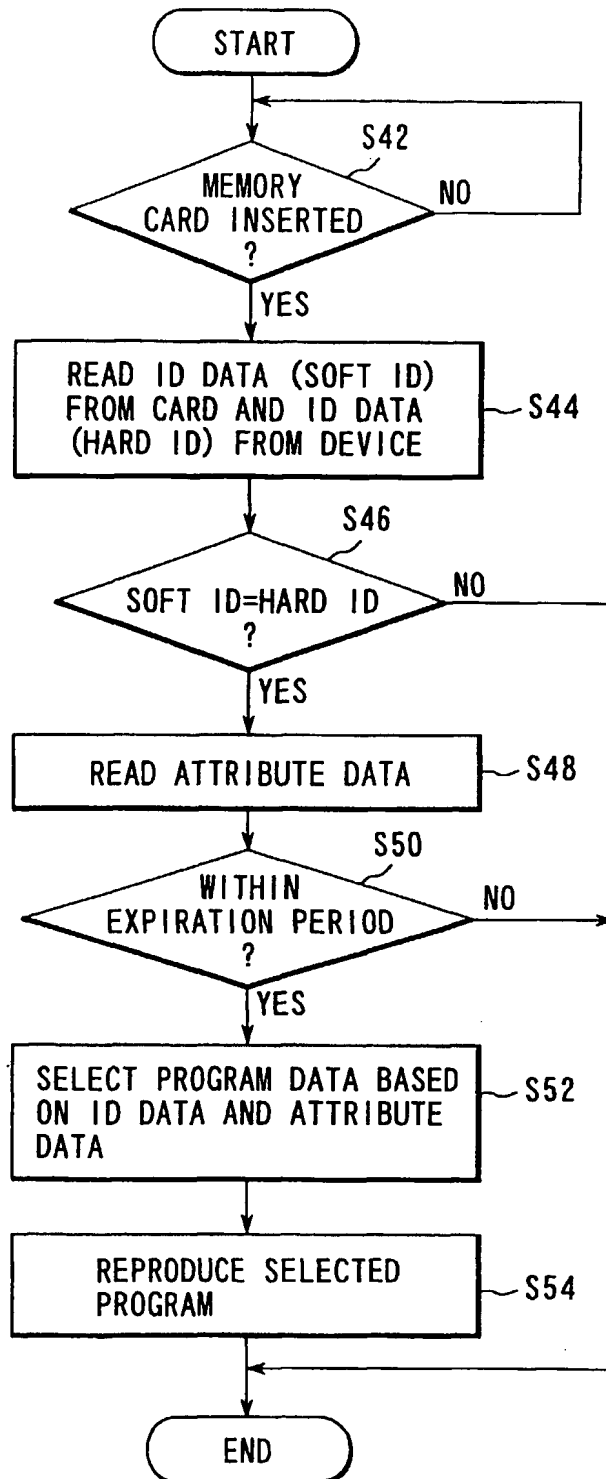 START
S42
MEMORY
CARD INSERTED
?
NO
YES
READ ID DATA (SOFT ID)
FROM CARD AND ID DATA
(HARD ID) FROM DEVICE
S44
S46
SOFT ID=HARD ID
?
NO
YES
READ ATTRIBUTE DATA
S48
S50
WITHIN
EXPIRATION PERIOD
?
NO
YES
SELECT PROGRAM DATA BASED
ON ID DATA AND ATTRIBUTE
DATA
S52
REPRODUCE SELECTED
PROGRAM
S54
END